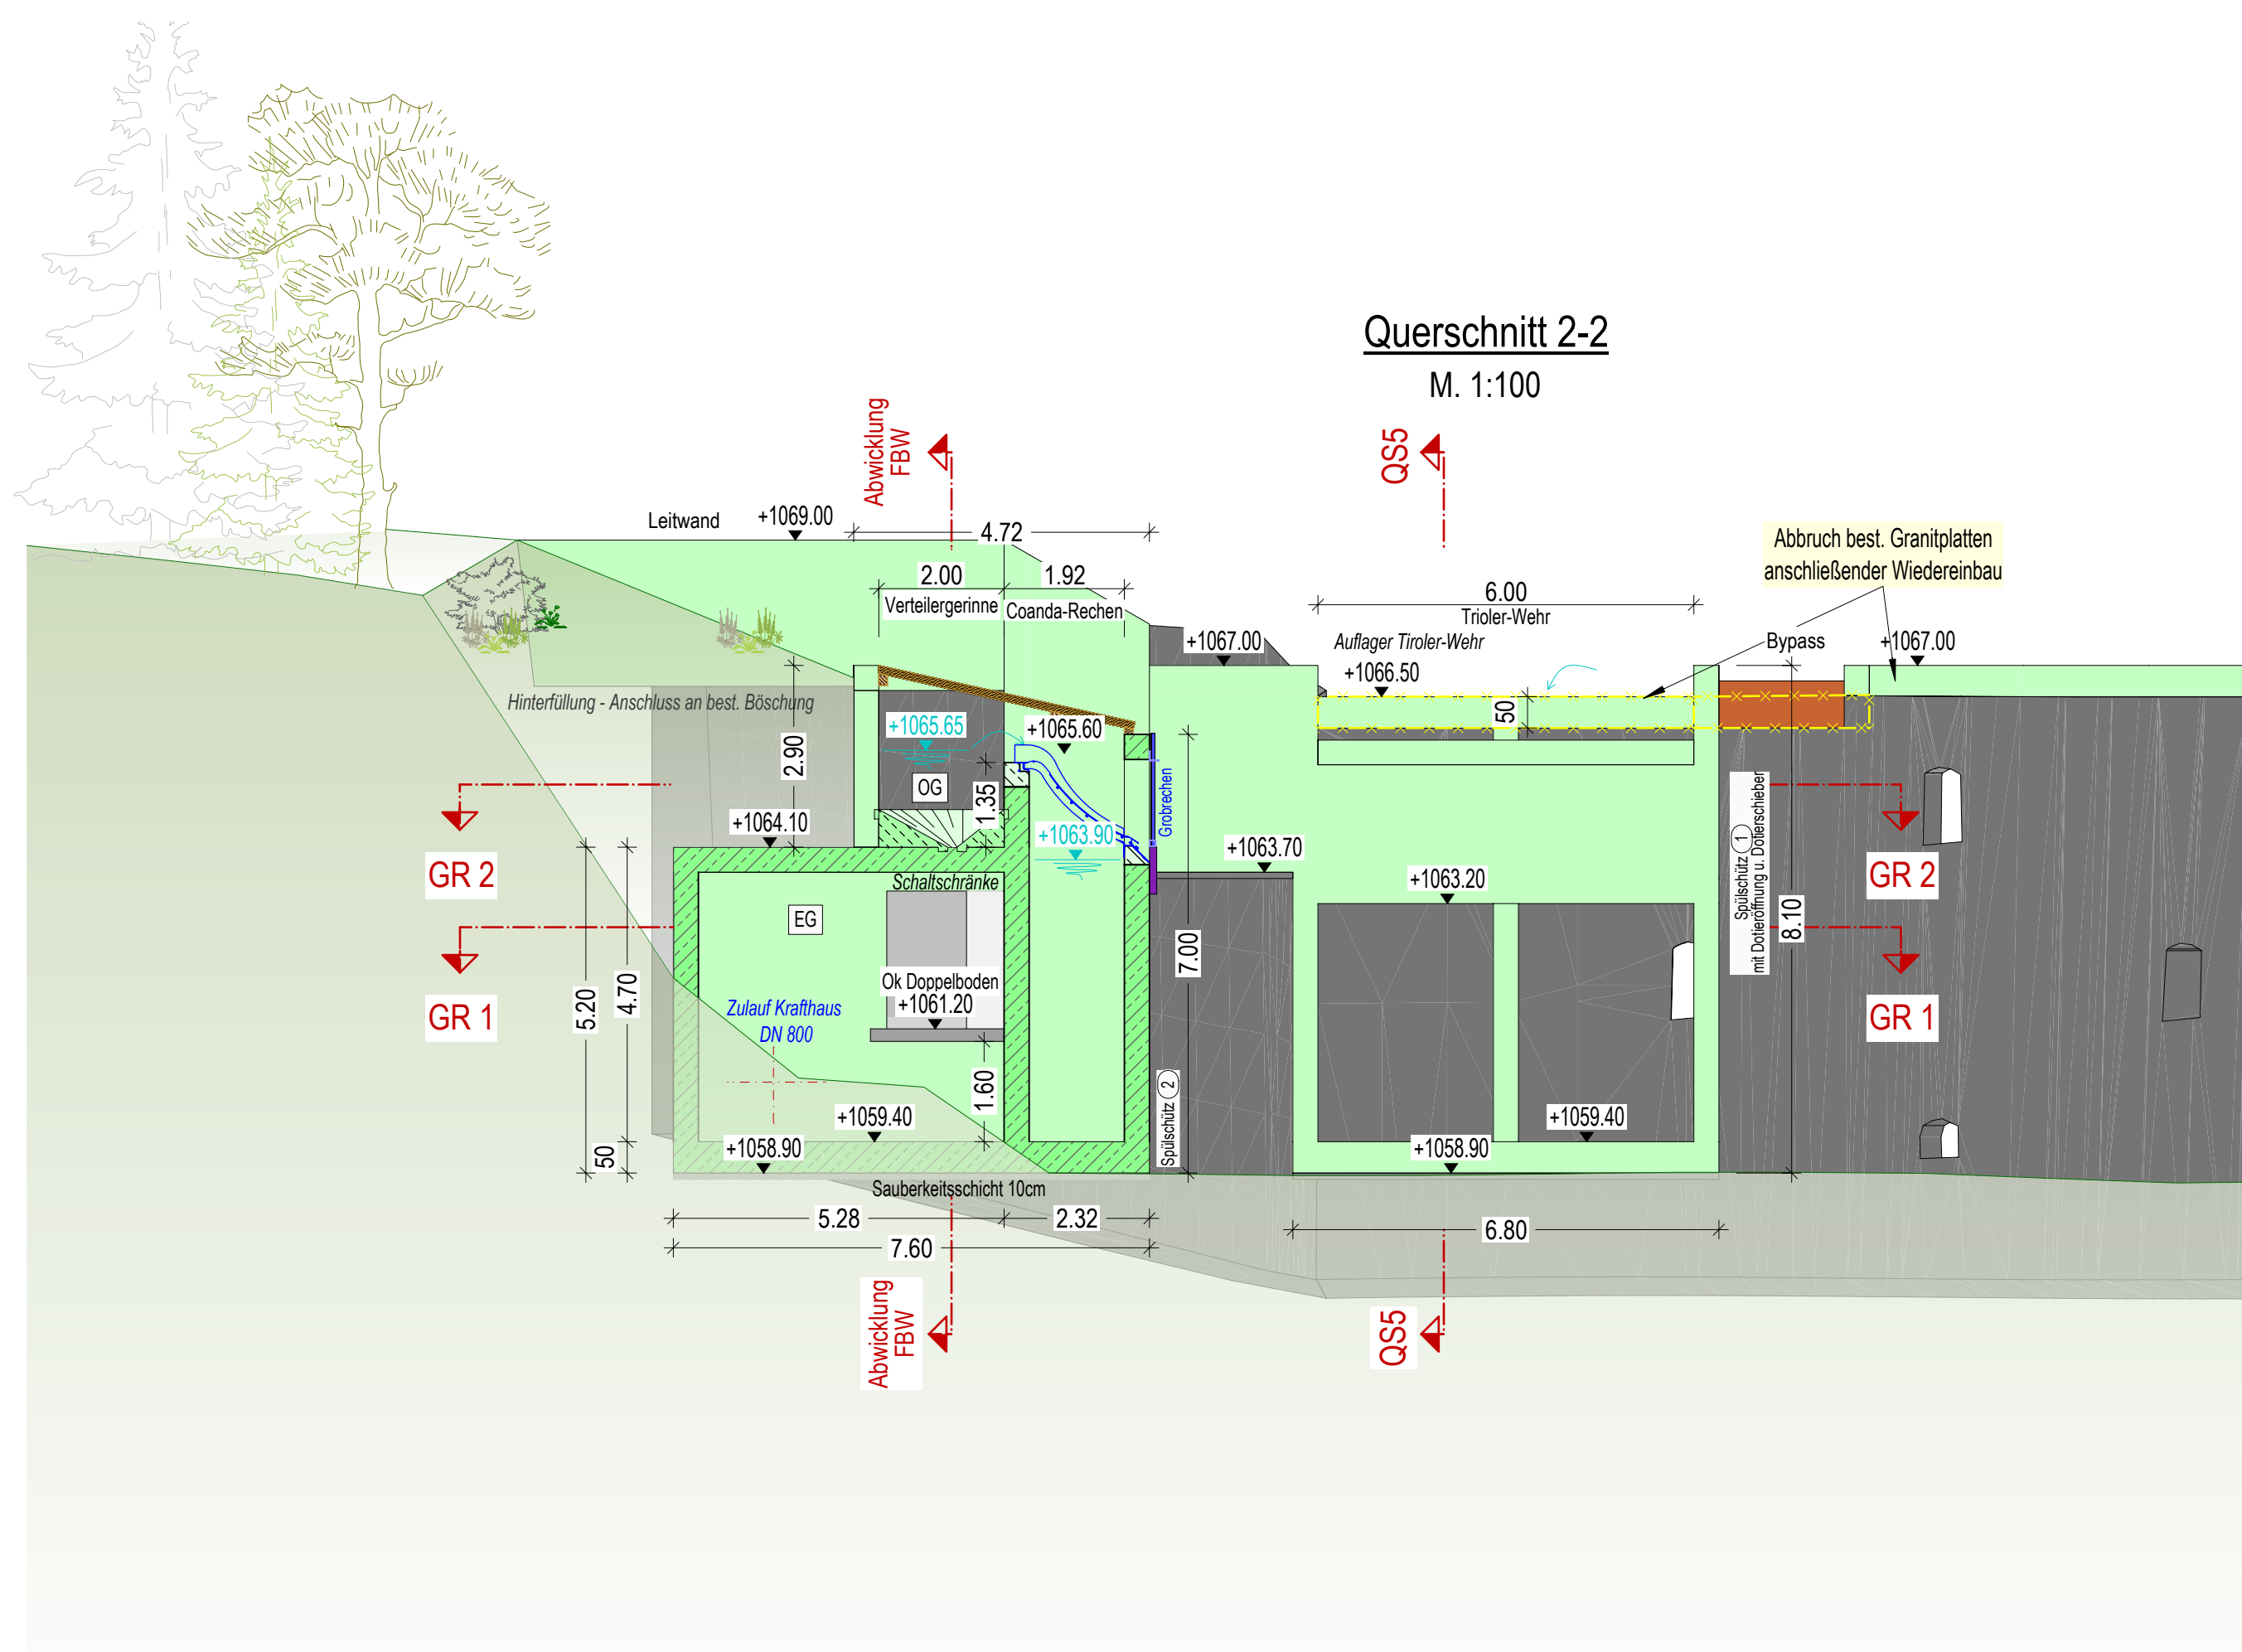 Querschnitt 2-2
M. 1:100
Abwicklung
FBW
QS5
Leitwand
+1069.00
4.72
2.00
1.92
Verteilergerinne
Coanda-Rechen
6.00
Trioler-Wehr
Abbruch best. Granitplatten
anschließender Wiedereinbau
+1067.00
Auflager Tiroler-Wehr
Bypass
+1067.00
+1066.50
Hinterfüllung - Anschluss an best. Böschung
2.90
+1065.65
+1065.60
50
OG
1.35
Grobrechen
+1064.10
+1063.90
+1063.70
Spülschütz 1
mit Dotieröffnung u. Dotierschieber
GR 2
GR 2
Schaltschränke
+1063.20
EG
8.10
7.00
5.20
4.70
Ok Doppelboden
+1061.20
Zulauf Krafthaus
DN 800
GR 1
GR 1
1.60
+1059.40
+1059.40
Spülschütz 2
50
+1058.90
+1058.90
Sauberkeitsschicht 10cm
5.28
2.32
6.80
7.60
Abwicklung
FBW
QS5